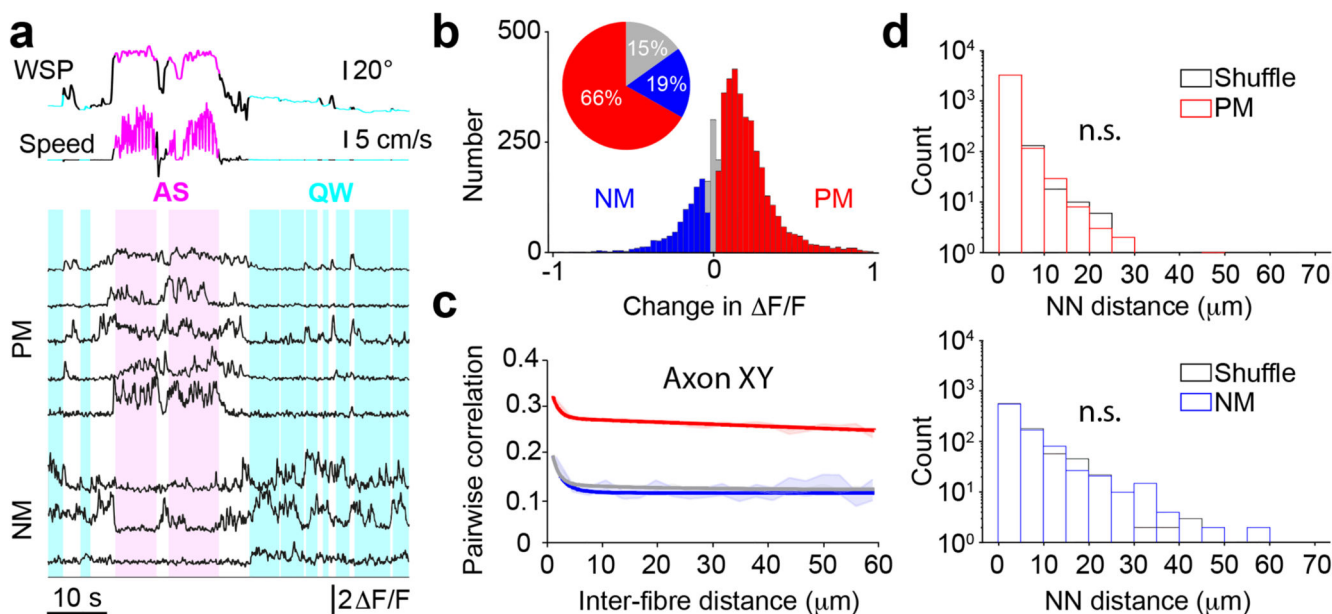 a
WSP
20°
Speed
5 cm/s
AS
QW
PM
NM
10 s
2 ΔF/F
b
500
250
0
Number
15%
19%
66%
NM
PM
-1
0
1
Change in ΔF/F
c
0.4
0.3
0.2
0.1
0
Pairwise correlation
Axon XY
0 10 20 30 40 50 60
Inter-fibre distance (μm)
d
10⁴
10³
10²
10¹
10⁰
Count
Shuffle
PM
n.s.
0 10 20 30 40 50 60 70
NN distance (μm)
10⁴
10³
10²
10¹
10⁰
Count
Shuffle
NM
n.s.
0 10 20 30 40 50 60 70
NN distance (μm)